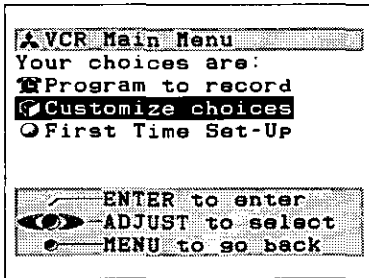 VCR Main Menu
Your choices are:
Program to record
Customize choices
First Time Set-Up
ENTER to enter
ADJUST to select
MENU to go back